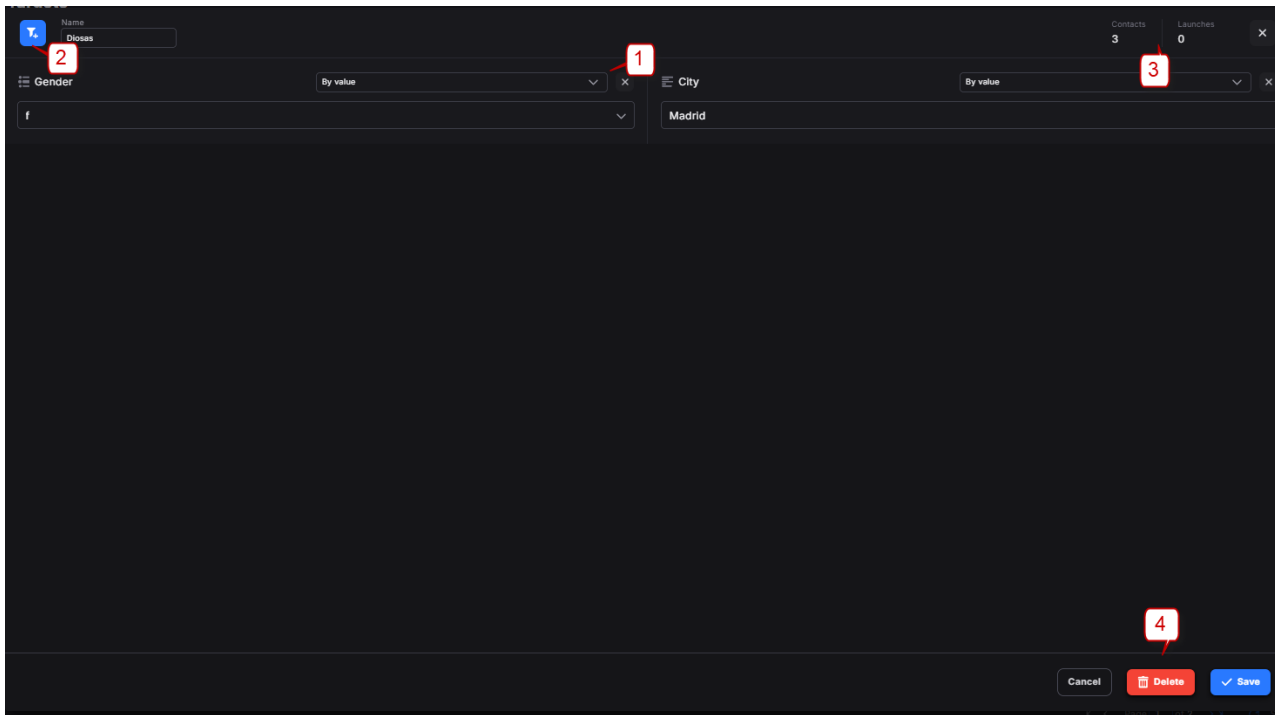 Name
Diosas
Contacts
3
Launches
0
2
1
3
Gender
By value
City
By value
f
Madrid
4
Cancel
Delete
Save